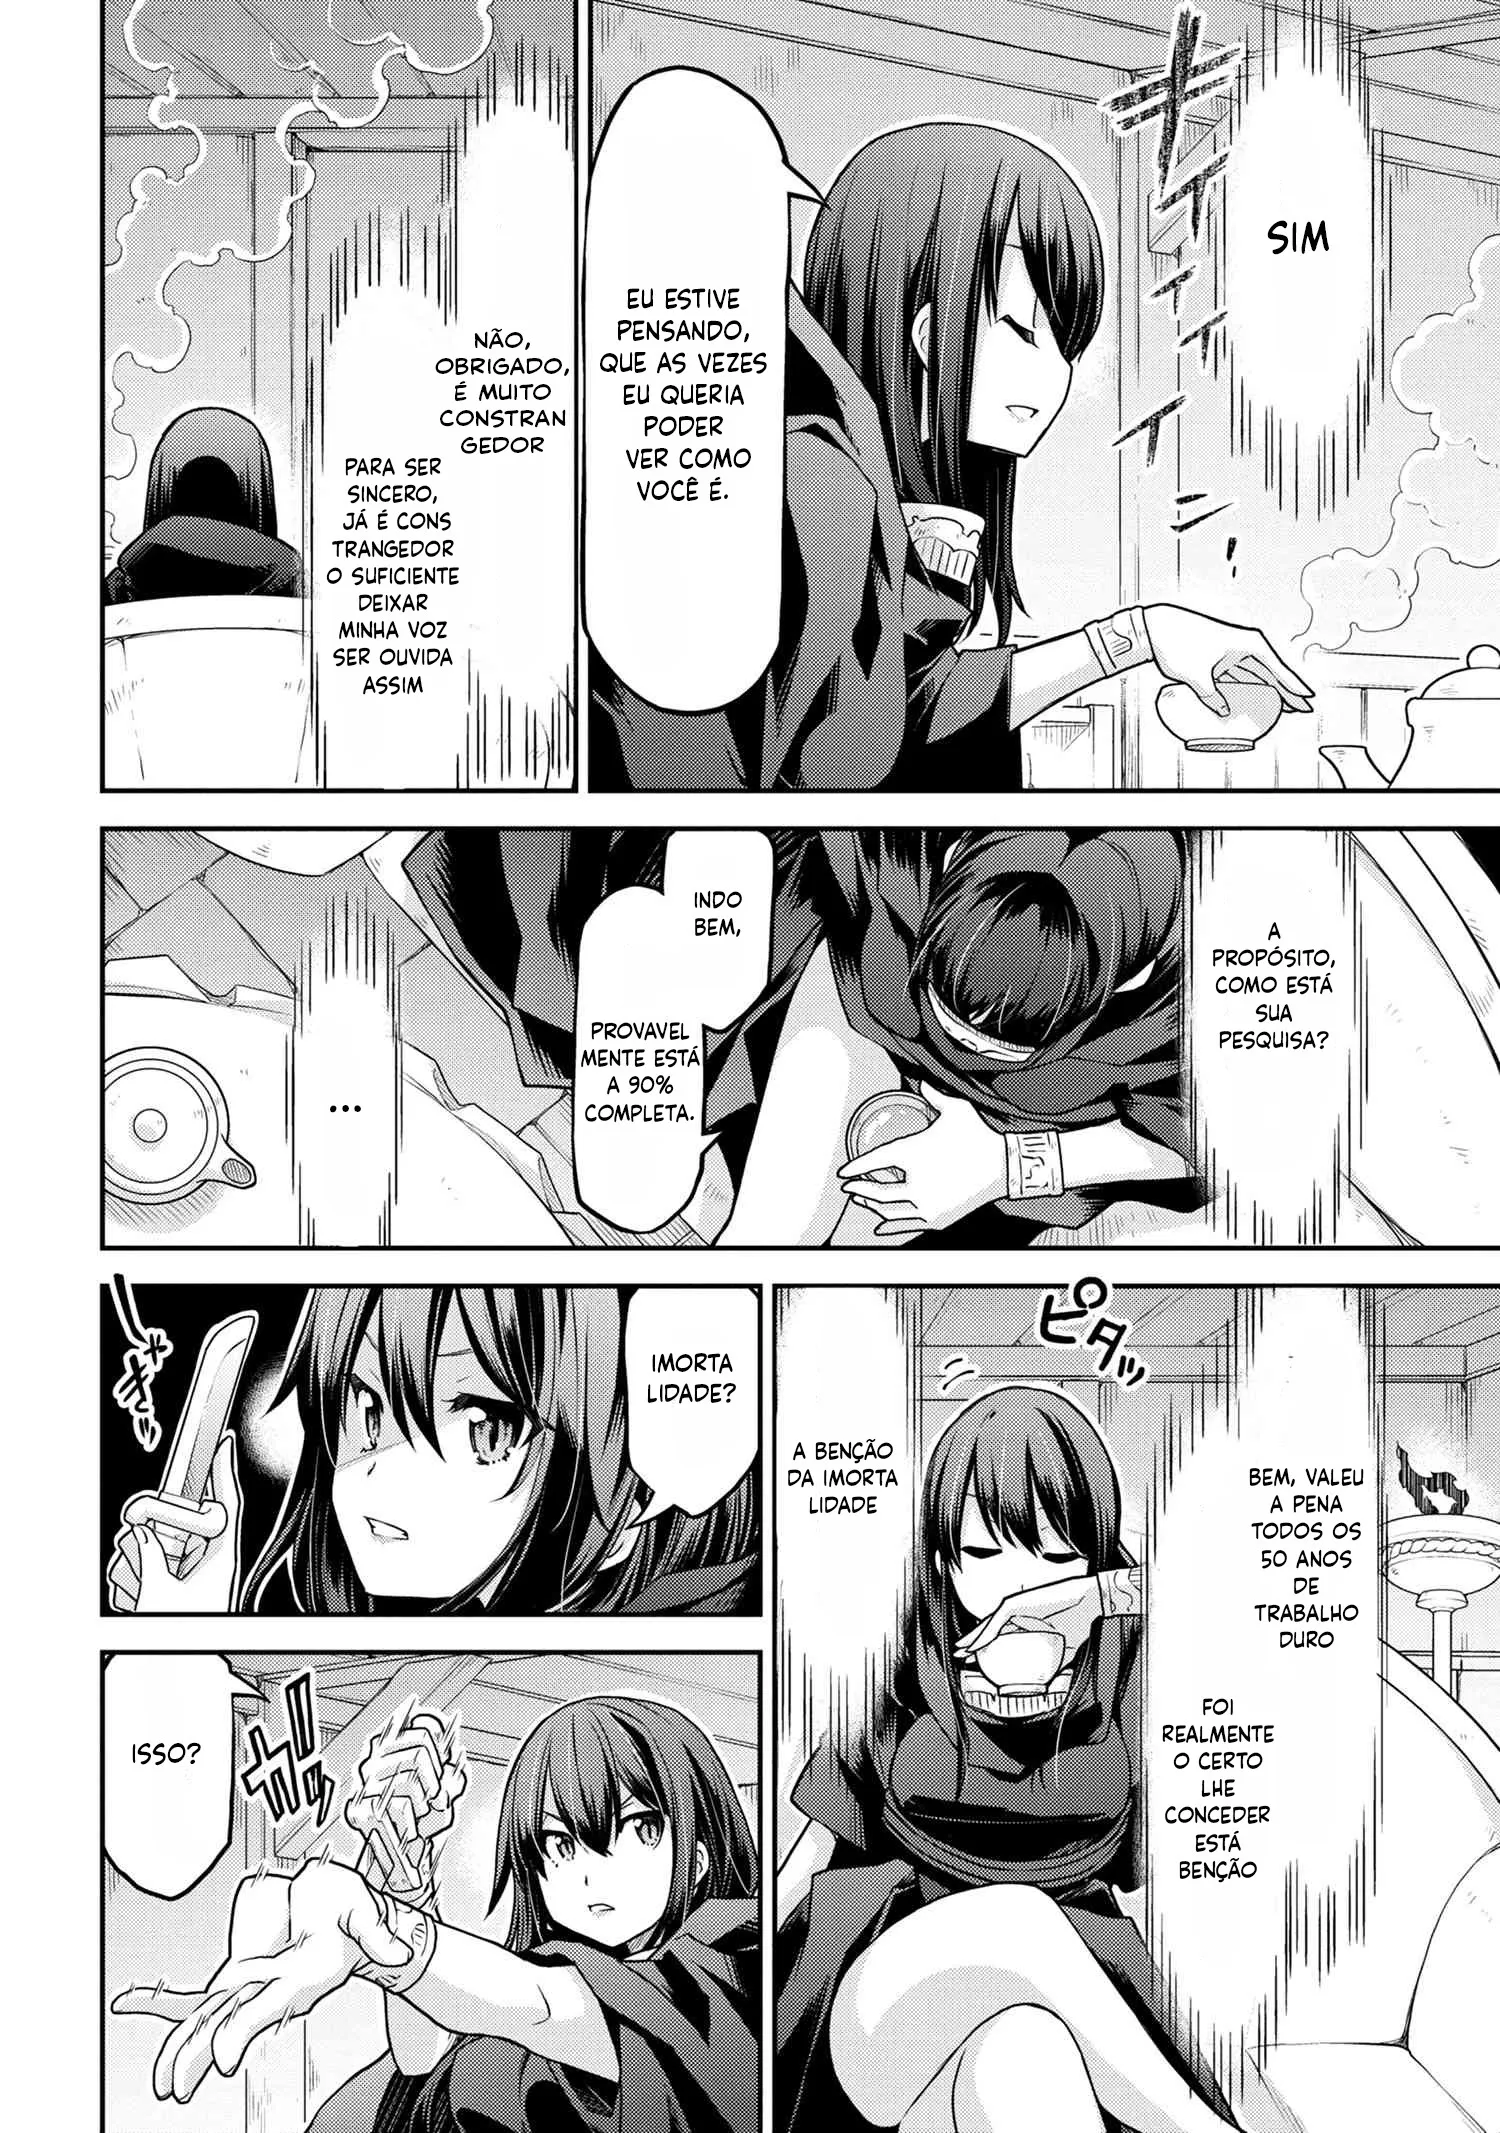 SIM
EU ESTIVE
PENSANDO,
QUE AS VEZES
EU QUERIA
PODER
VER COMO
VOCÊ É.
NÃO,
OBRIGADO,
É MUITO
CONSTRAN
GEDOR
PARA SER
SINCERO,
JÁ É CONS
TRANGEDOR
O SUFICIENTE
DEIXAR
MINHA VOZ
SER OUVIDA
ASSIM
A
PROPÓSITO,
COMO ESTÁ
SUA
PESQUISA?
INDO
BEM,
PROVAVEL
MENTE ESTÁ
A 90%
COMPLETA.
...
BEM, VALEU
A PENA
TODOS OS
50 ANOS
DE
TRABALHO
DURO
FOI
REALMENTE
O CERTO
LHE
CONCEDER
ESTÁ
BENÇÃO
ピタッ
A BENÇÃO
DA IMORTA
LIDADE
IMORTA
LIDADE?
ISSO?